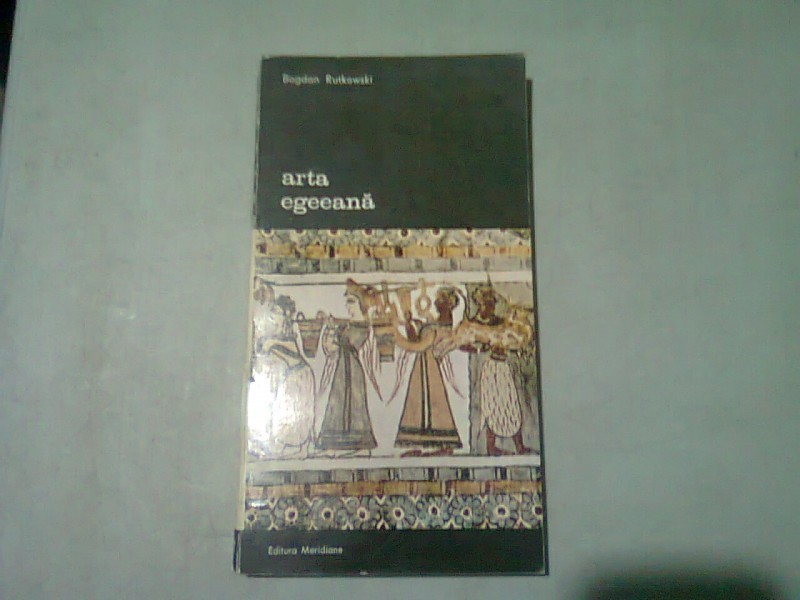 Bogdan Rutkowski
arta
egeeană
Editura Meridiane